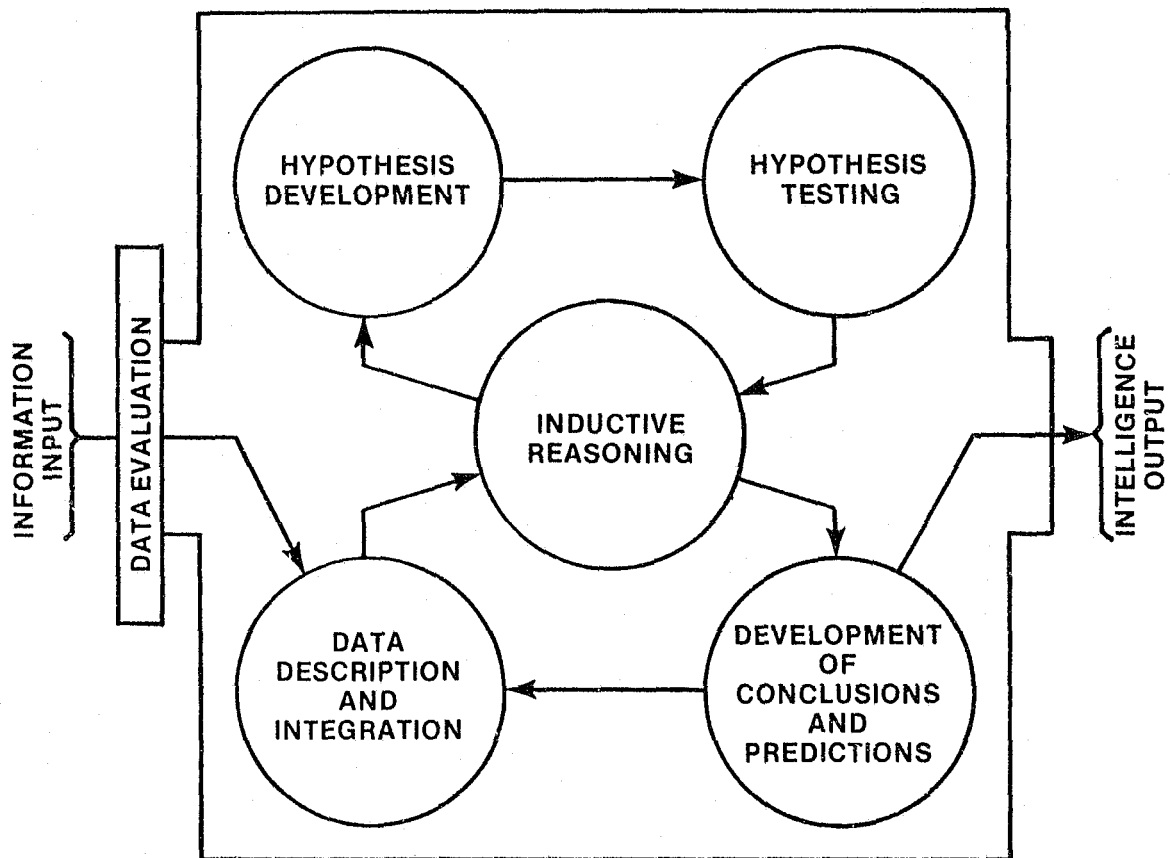 HYPOTHESIS
DEVELOPMENT
HYPOTHESIS
TESTING
INFORMATION
INPUT
DATA EVALUATION
INDUCTIVE
REASONING
INTELLIGENCE
OUTPUT
DATA
DESCRIPTION
AND
INTEGRATION
DEVELOPMENT
OF
CONCLUSIONS
AND
PREDICTIONS